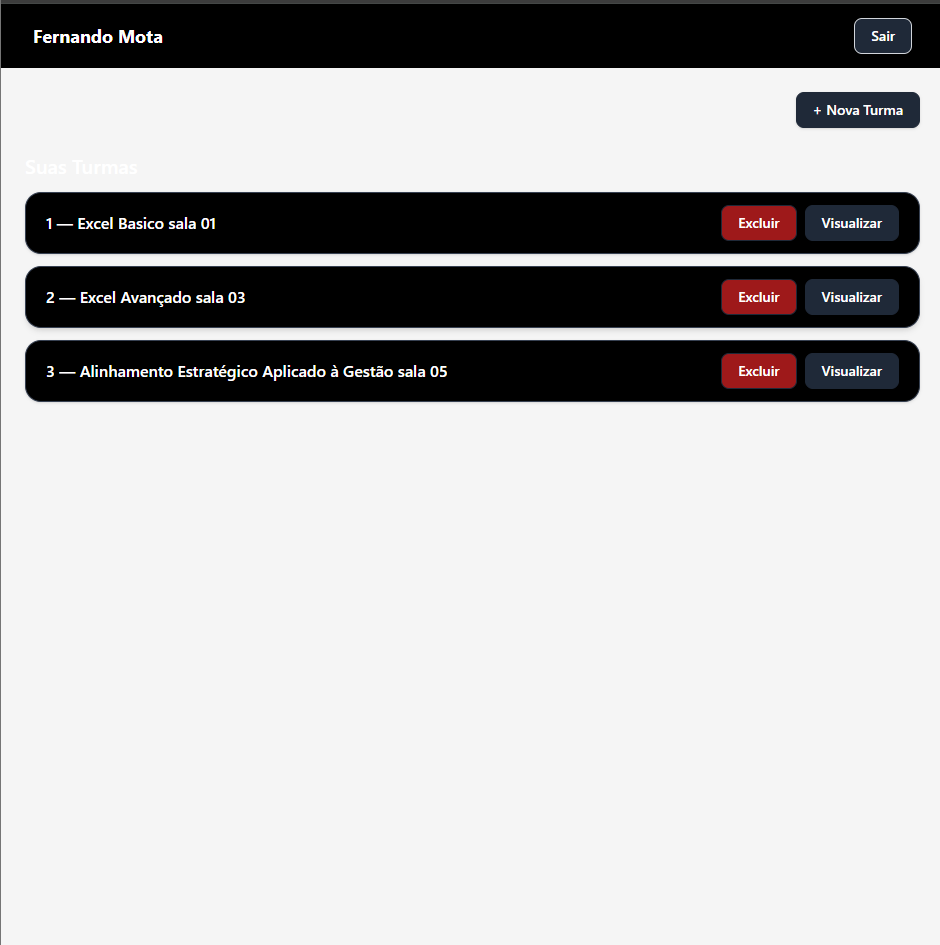 Fernando Mota
Sair
+ Nova Turma
Suas Turmas
1 — Excel Basico sala 01
Excluir
Visualizar
2 — Excel Avançado sala 03
Excluir
Visualizar
3 — Alinhamento Estratégico Aplicado à Gestão sala 05
Excluir
Visualizar